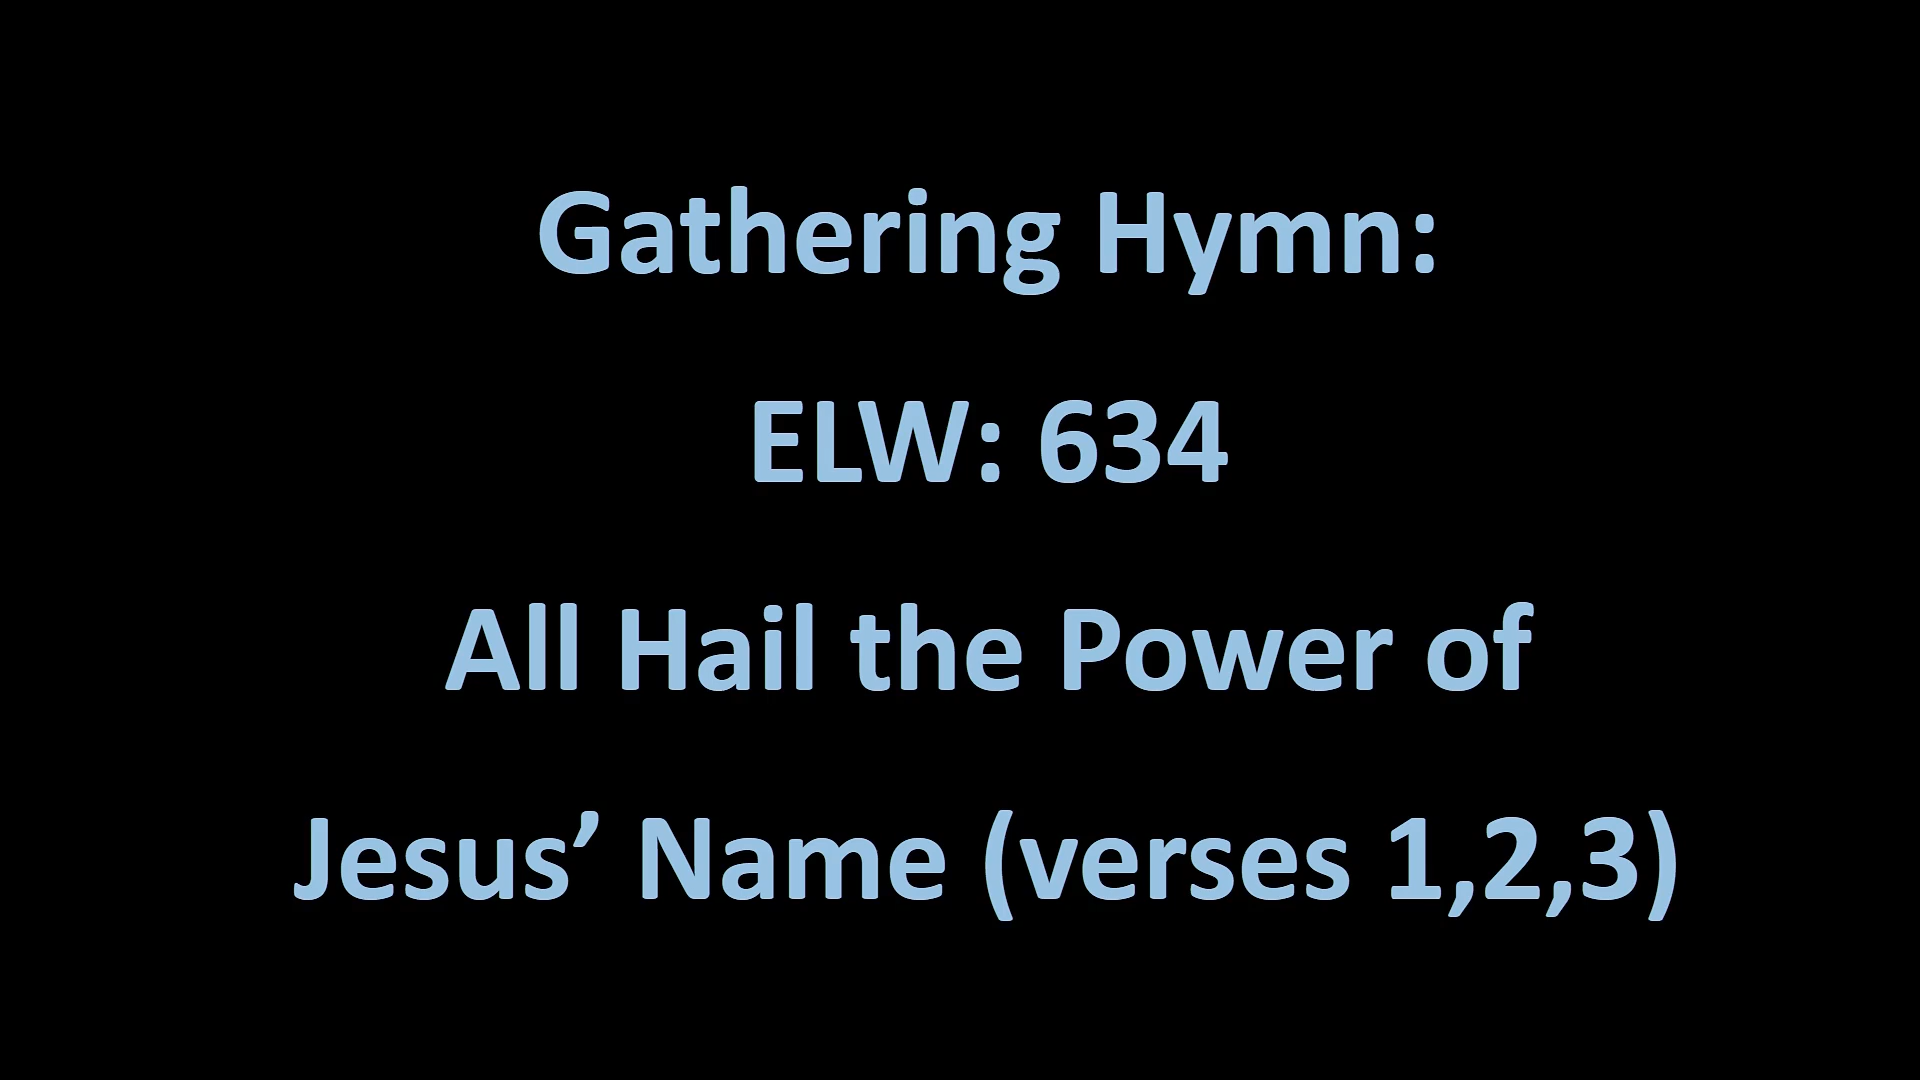 Gathering Hymn:
ELW: 634
All Hail the Power of
Jesus’ Name (verses 1,2,3)